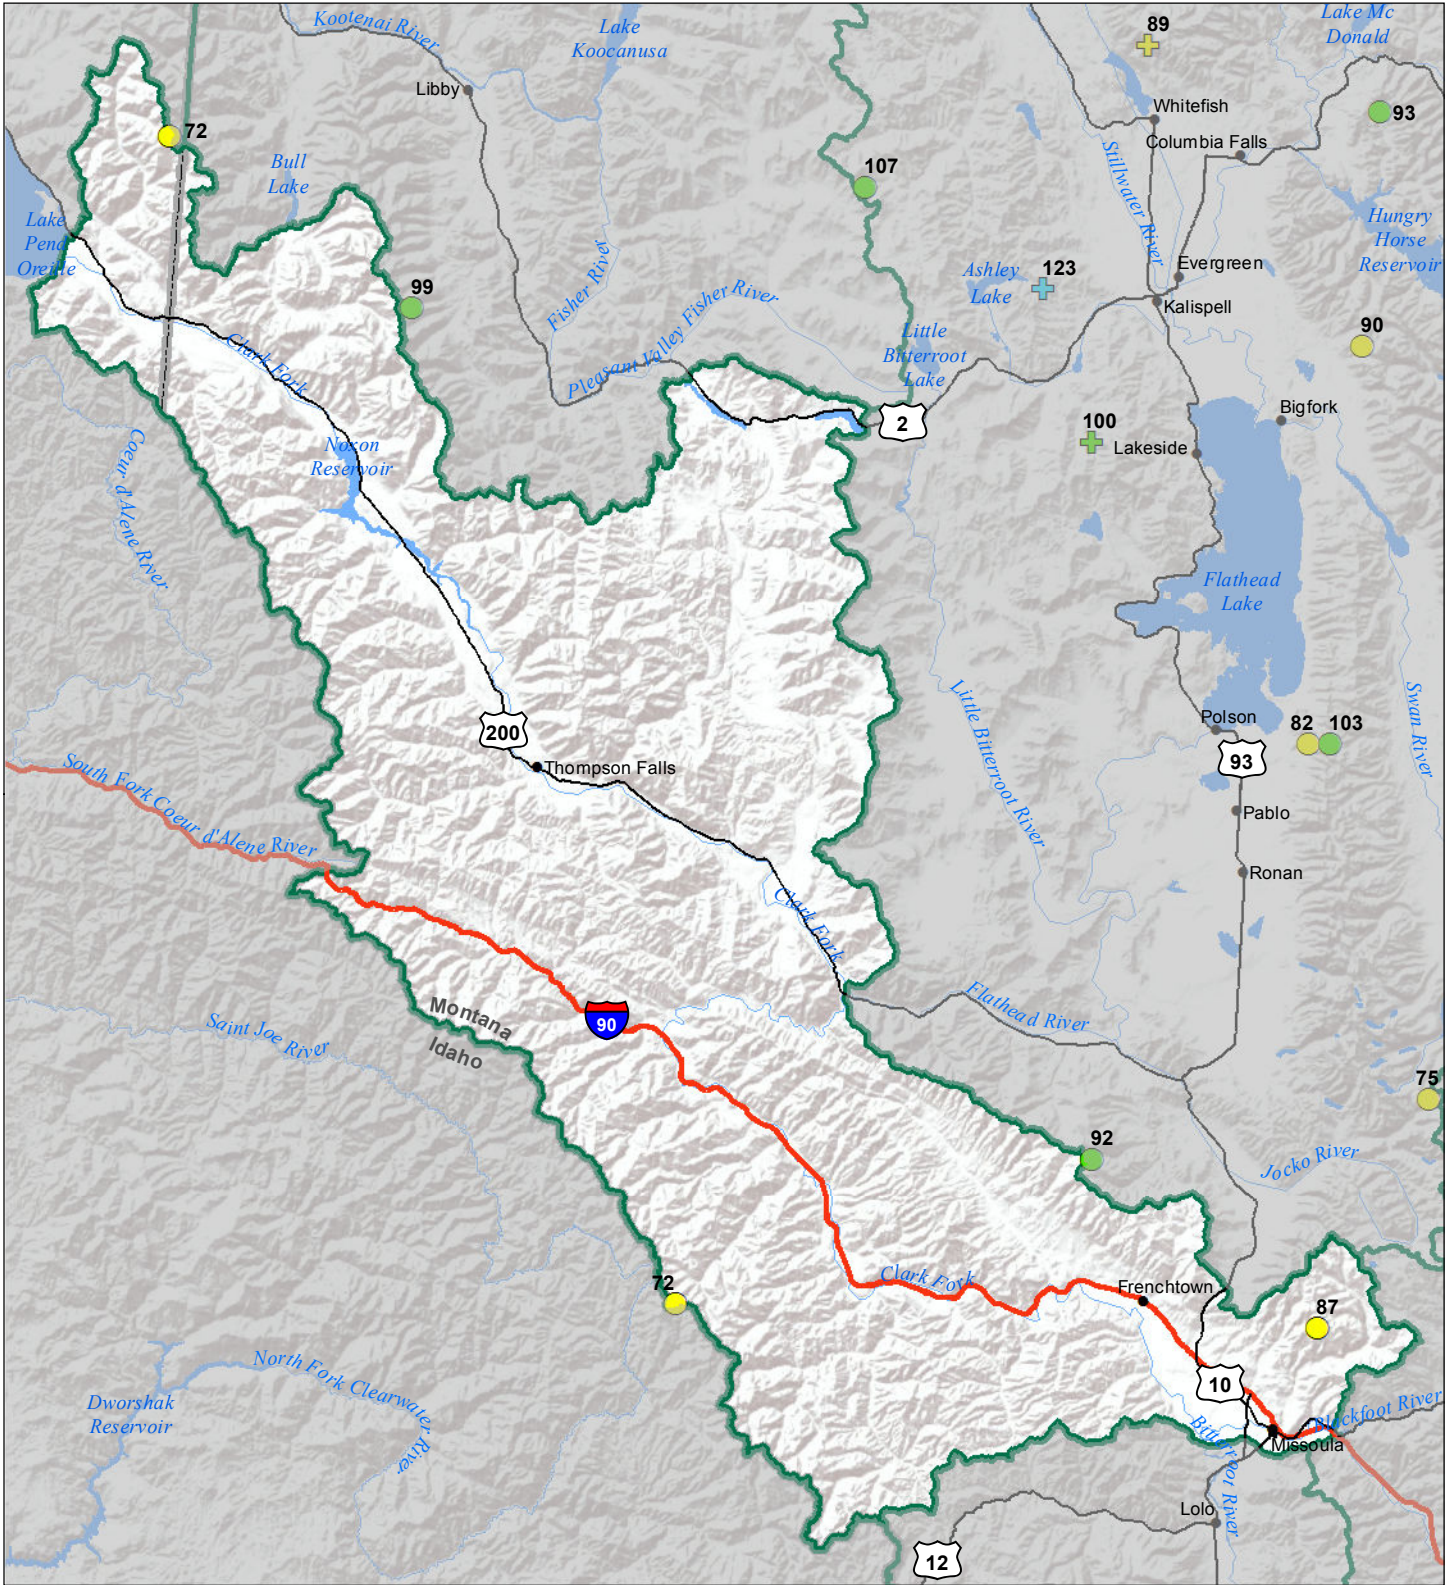 Kootenai River
Lake
Koocanusa
89
Lake Mc
Donald
Libby
Whitefish
93
72
Columbia Falls
Bull
Lake
107
Stillwater River
Lake
Pend
Oreille
Hungry
Horse
Reservoir
Fisher River
Ashley
Lake
123
Evergreen
99
Pleasant Valley Fisher River
Kalispell
Clark Fork
Little
Bitterroot
Lake
90
2
Bigfork
100
Lakeside
Noxon
Reservoir
Coeur d'Alene River
Flathead
Lake
Little Bitterroot River
Swan River
200
Polson
82
103
93
Thompson Falls
South Fork Coeur d'Alene River
Pablo
Ronan
Clark Fork
Montana
Idaho
90
Flathead River
Saint Joe River
75
92
Jocko River
72
Clark Fork
Frenchtown
87
North Fork Clearwater
River
10
Dworshak
Reservoir
Blackfoot River
Bitterroot River
Missoula
Lolo
12